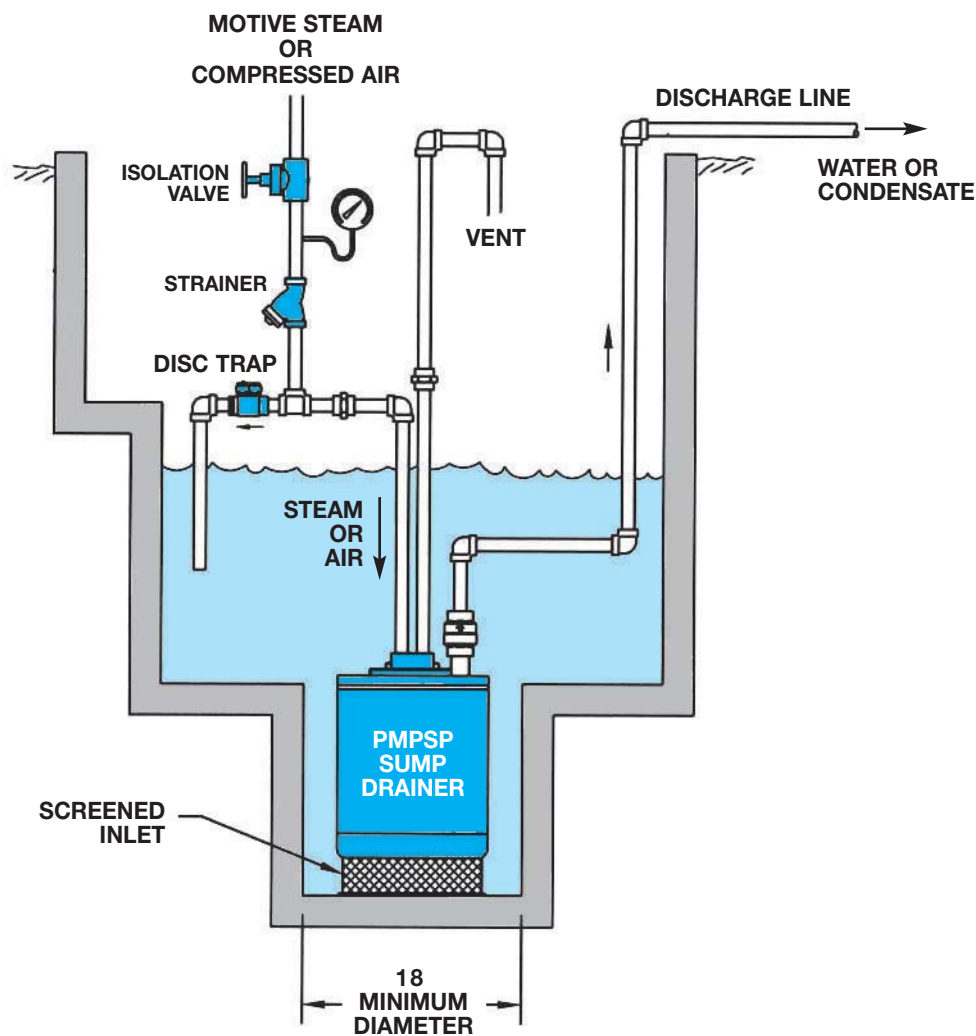 MOTIVE STEAM
OR
COMPRESSED AIR
DISCHARGE LINE
ISOLATION
VALVE
WATER OR
CONDENSATE
VENT
STRAINER
DISC TRAP
STEAM
OR
AIR
PMPSP
SUMP
DRAINER
SCREENED
INLET
18
MINIMUM
DIAMETER